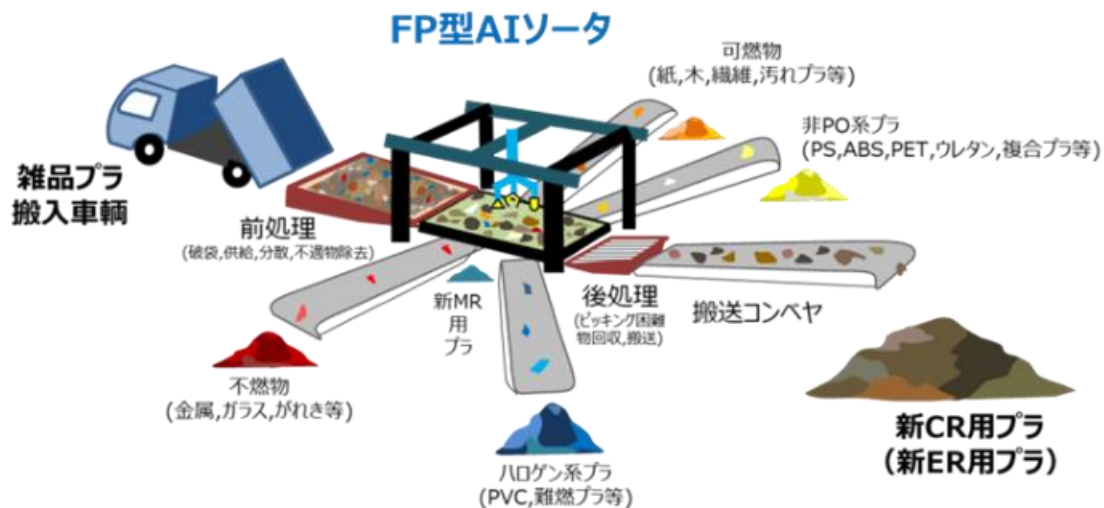 FP型AIソータ
可燃物
(紙,木,繊維,汚れプラ等)
非PO系プラ
(PS,ABS,PET,ウレタン,複合プラ等)
雑品プラ
搬入車輌
前処理
(破袋,供給,分散,不適物除去)
新MR
用
プラ
後処理
(ピッキング困難
物回収,搬送)
搬送コンベヤ
不燃物
(金属,ガラス,がれき等)
ハロゲン系プラ
(PVC,難燃プラ等)
新CR用プラ
(新ER用プラ)